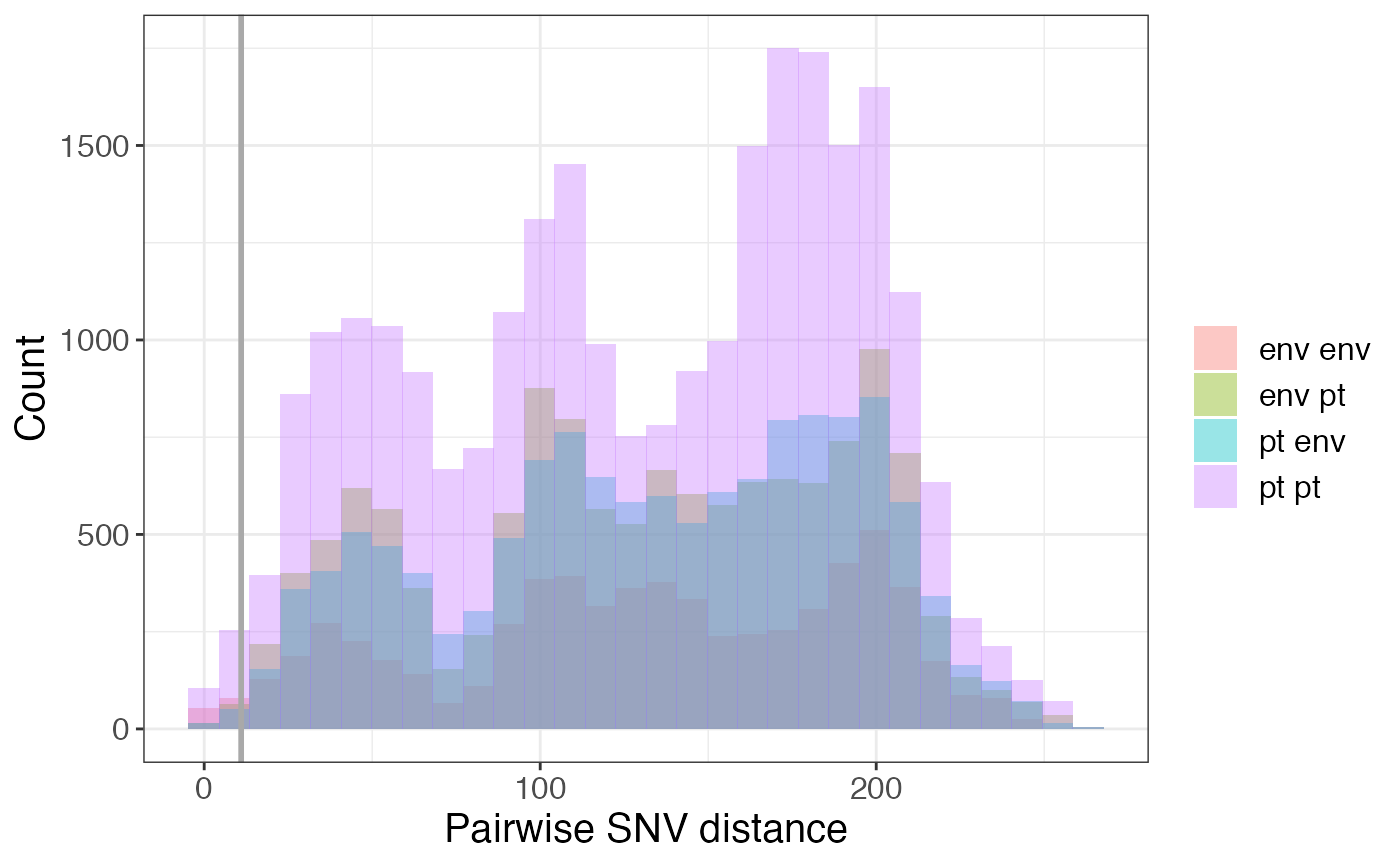 1500
1000
500
0
Count
0 100 200
Pairwise SNV distance
env env
env pt
pt env
pt pt